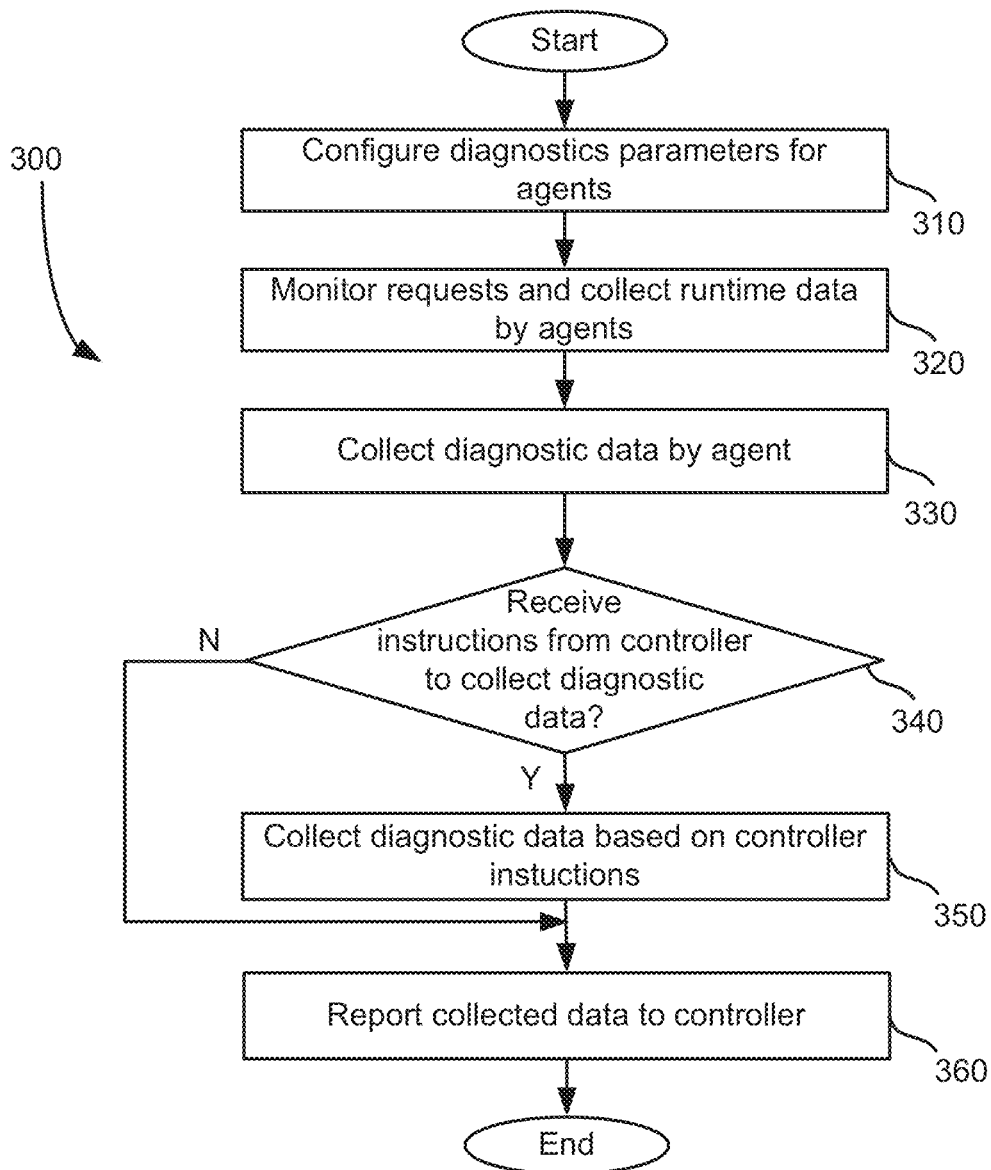 Start
300
Configure diagnostics parameters for
agents
310
Monitor requests and collect runtime data
by agents
320
Collect diagnostic data by agent
330
Receive
instructions from controller
to collect diagnostic
data?
N
340
Y
Collect diagnostic data based on controller
instuctions
350
Report collected data to controller
360
End